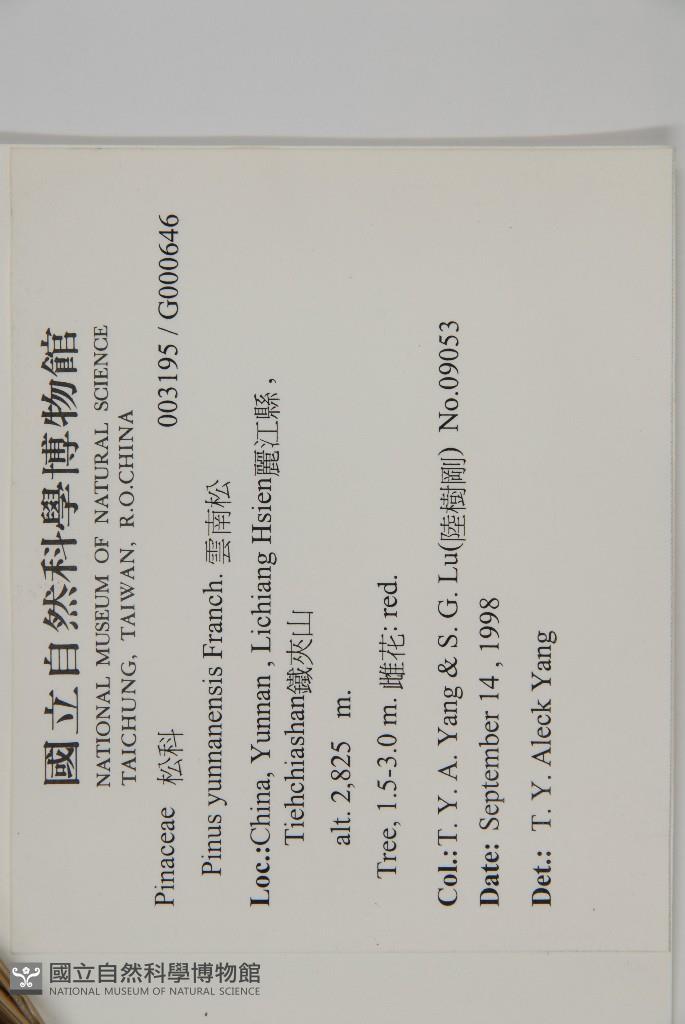 國立自然科學博物館
NATIONAL MUSEUM OF NATURAL SCIENCE
TAICHUNG, TAIWAN, R.O.CHINA
Pinaceae 松科 003195 / G000646
Pinus yunnanensis Franch. 雲南松
Loc.:China, Yunnan , Lichiang Hsien麗江縣 ,
Tiehchiashan鐵夾山
alt. 2,825 m.
Tree, 1.5-3.0 m. 雌花: red.
Col.:T. Y. A. Yang & S. G. Lu(陸樹剛) No.09053
Date: September 14 , 1998
Det.: T. Y. Aleck Yang
國立自然科學博物館
NATIONAL MUSEUM OF NATURAL SCIENCE